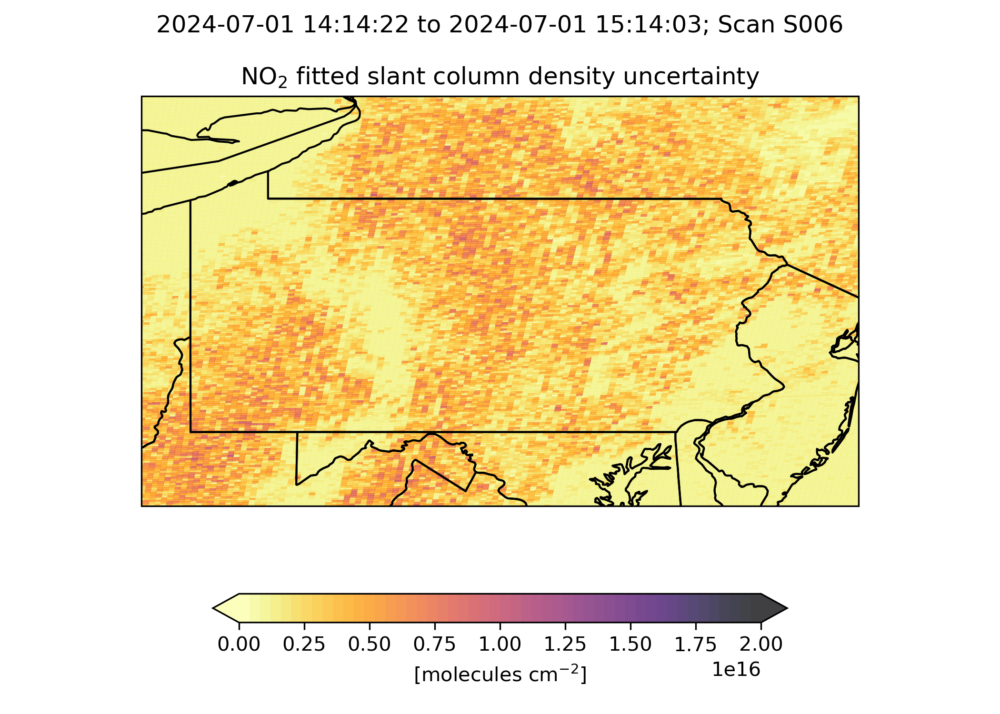 2024-07-01 14:14:22 to 2024-07-01 15:14:03; Scan S006
NO₂ fitted slant column density uncertainty
0.00 0.25 0.50 0.75 1.00 1.25 1.50 1.75 2.00
1e16
[molecules cm⁻²]